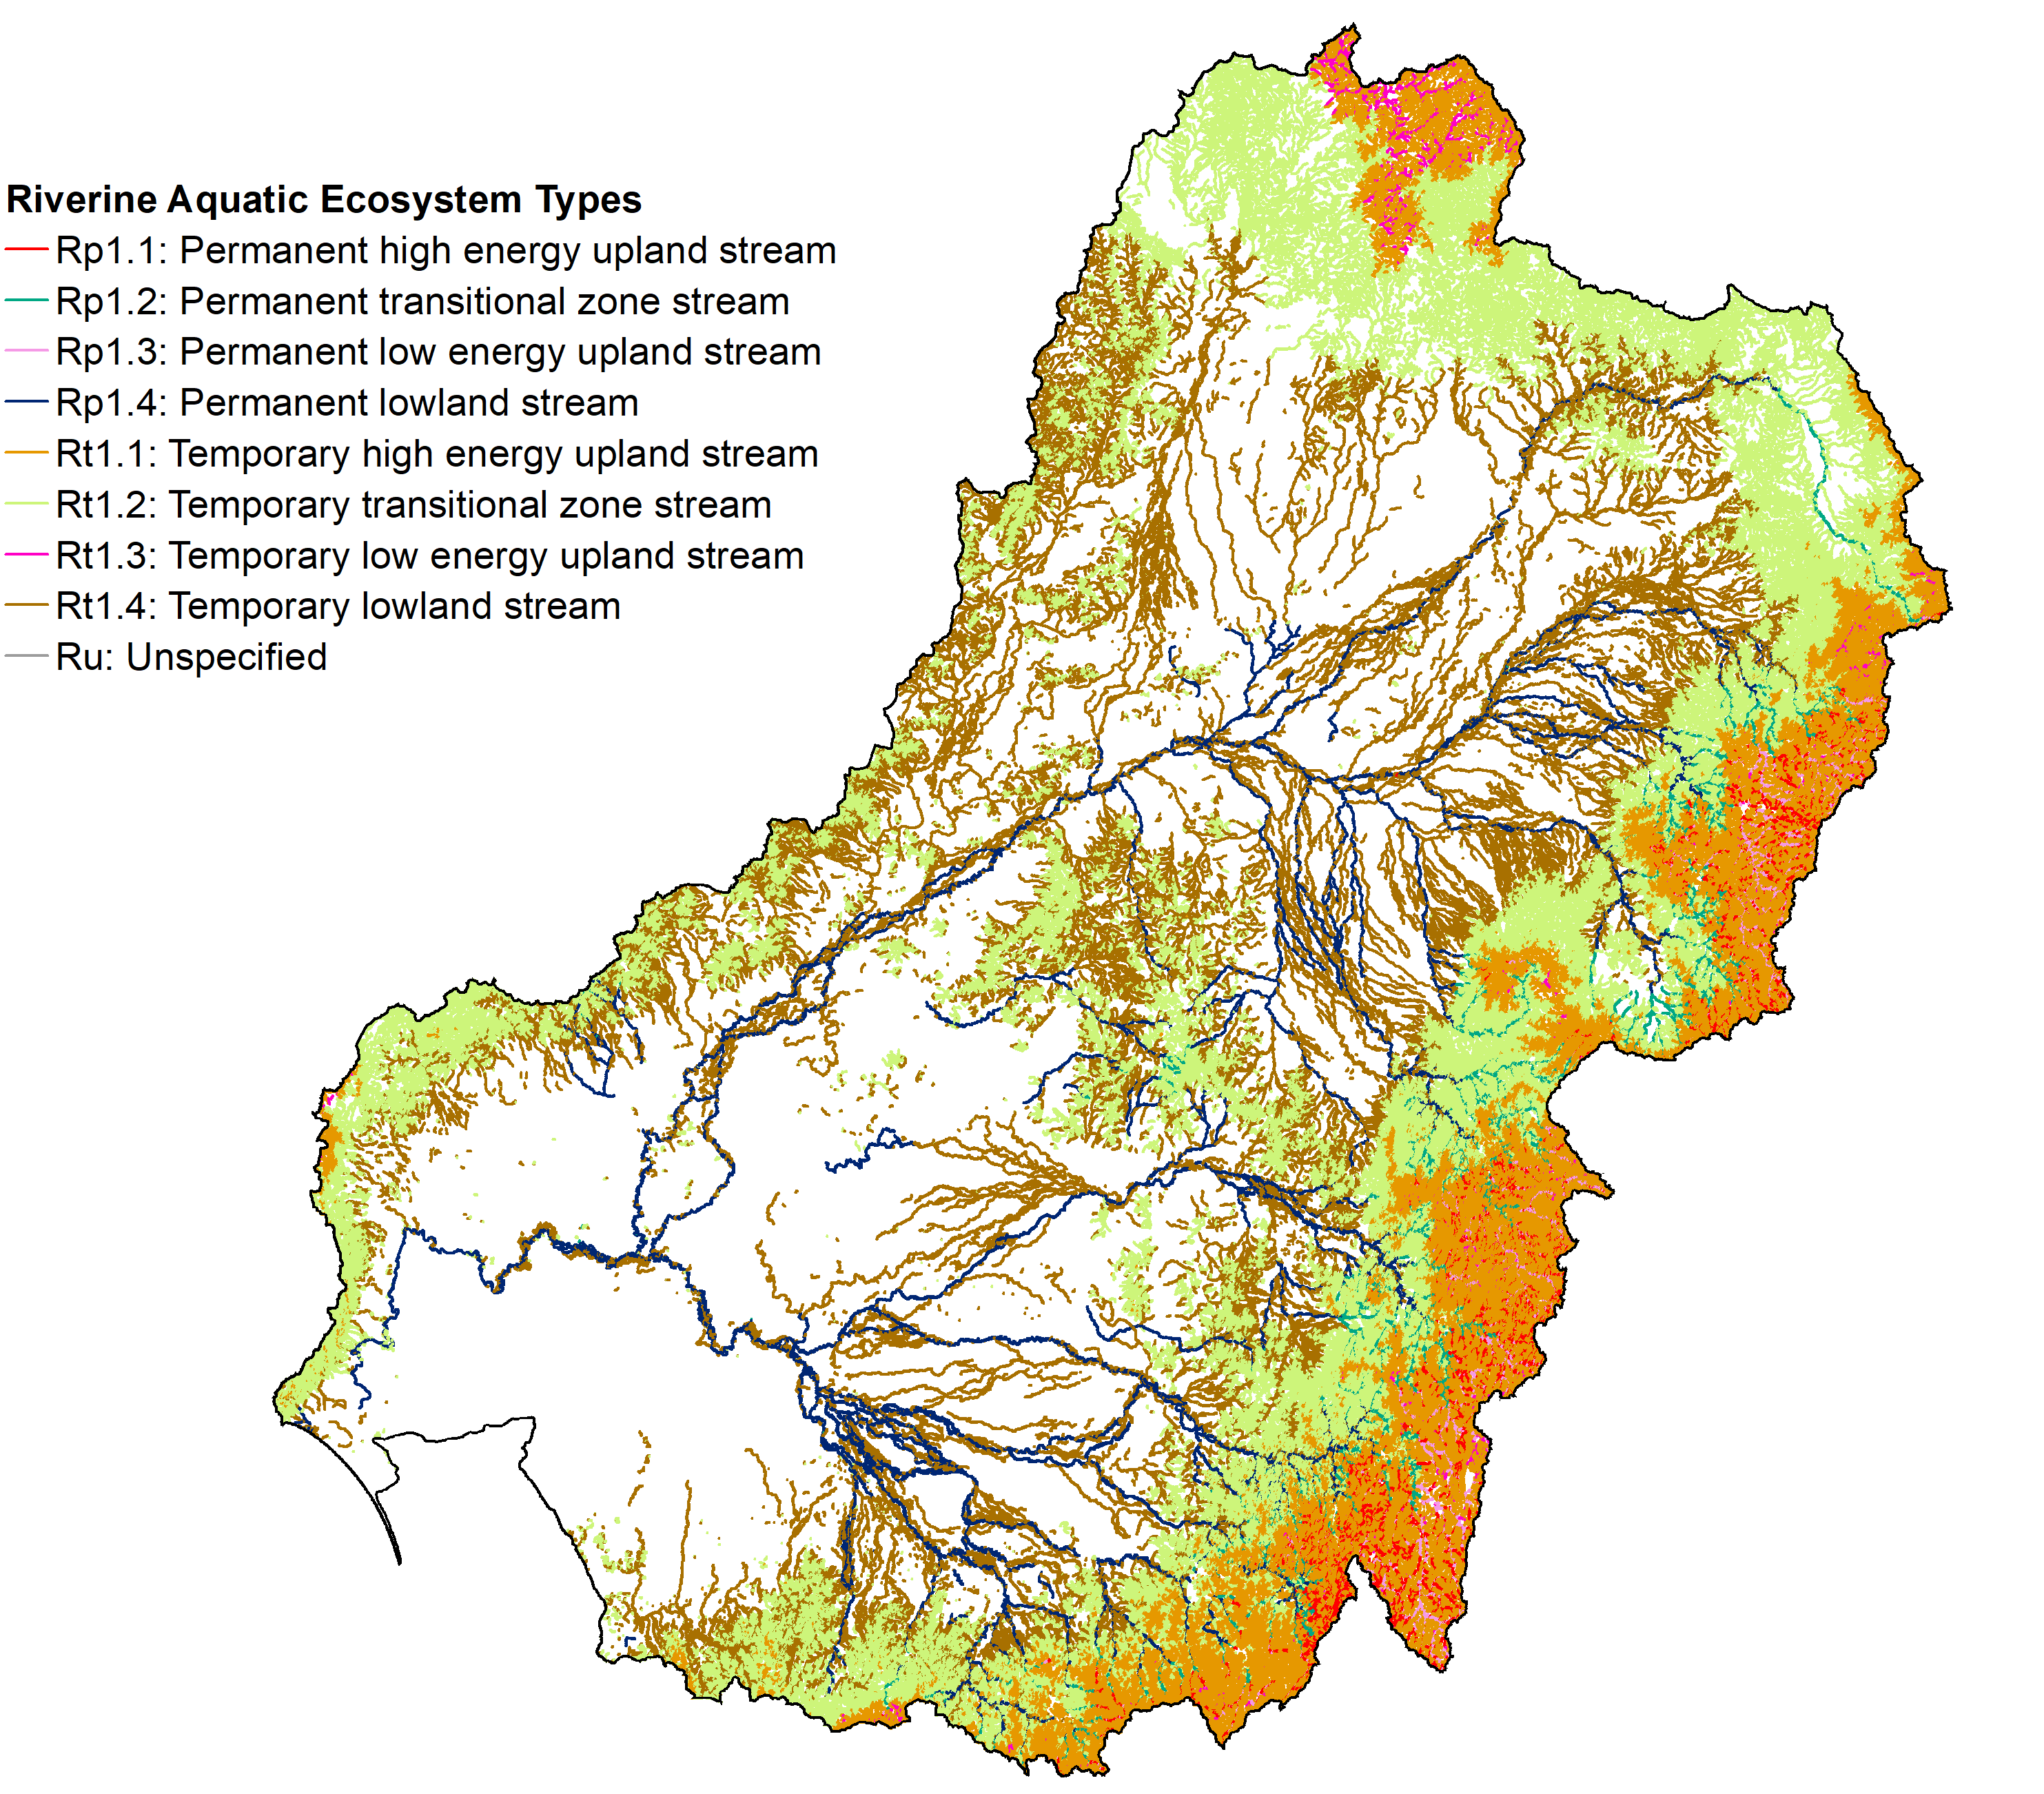 Riverine Aquatic Ecosystem Types
Rp1.1: Permanent high energy upland stream
Rp1.2: Permanent transitional zone stream
Rp1.3: Permanent low energy upland stream
Rp1.4: Permanent lowland stream
Rt1.1: Temporary high energy upland stream
Rt1.2: Temporary transitional zone stream
Rt1.3: Temporary low energy upland stream
Rt1.4: Temporary lowland stream
Ru: Unspecified